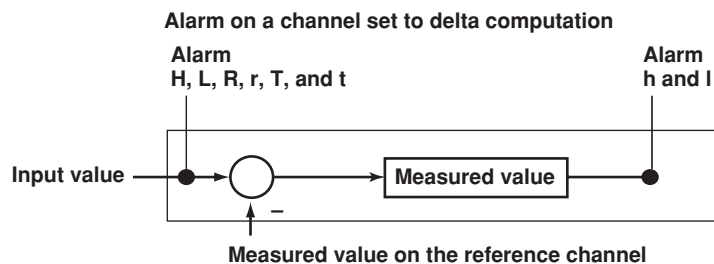 Alarm on a channel set to delta computation
Alarm
H, L, R, r, T, and t
Alarm
h and l
Input value
Measured value
–
Measured value on the reference channel